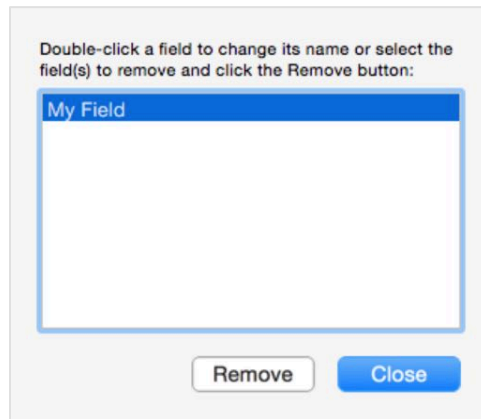 Double-click a field to change its name or select the
field(s) to remove and click the Remove button:
My Field
Remove
Close